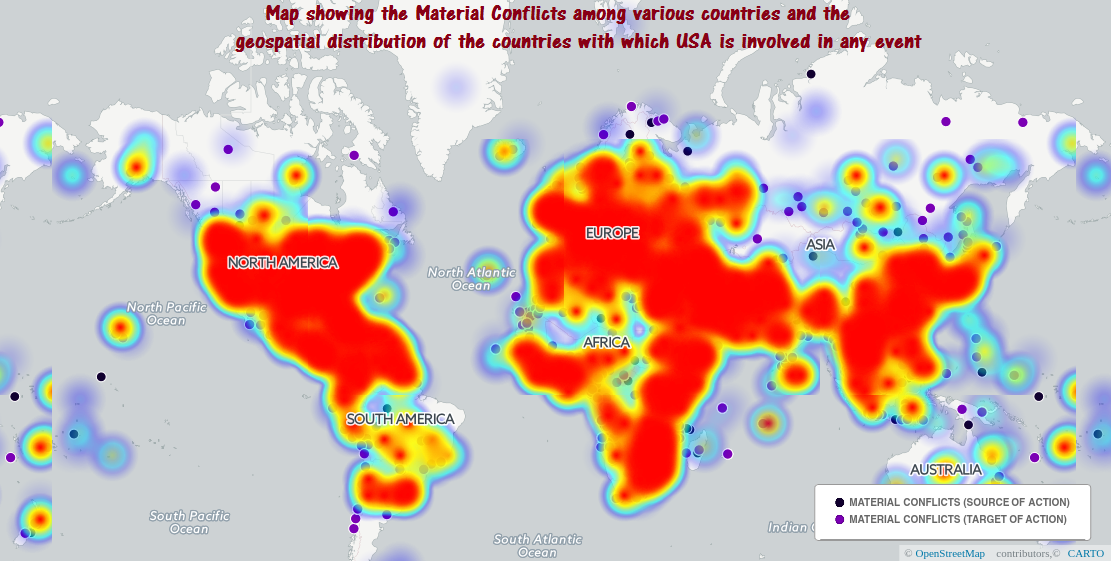 Map showing the Material Conflicts among various countries and the
geospatial distribution of the countries with which USA is involved in any event
EUROPE
ASIA
NORTH AMERICA
North Atlantic
Ocean
North Pacific
Ocean
AFRICA
SOUTH AMERICA
AUSTRALIA
MATERIAL CONFLICTS (SOURCE OF ACTION)
MATERIAL CONFLICTS (TARGET OF ACTION)
South Pacific
Ocean
Indian
South Atlantic
Ocean
© OpenStreetMap contributors,© CARTO